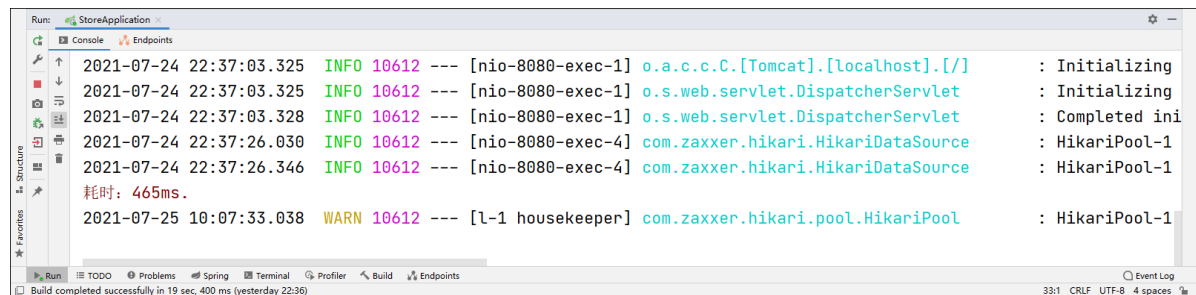 Run: StoreApplication
Console Endpoints
2021-07-24 22:37:03.325 INFO 10612 --- [nio-8080-exec-1] o.a.c.c.C.[Tomcat].[localhost].[/] : Initializing
2021-07-24 22:37:03.325 INFO 10612 --- [nio-8080-exec-1] o.s.web.servlet.DispatcherServlet : Initializing
2021-07-24 22:37:03.328 INFO 10612 --- [nio-8080-exec-1] o.s.web.servlet.DispatcherServlet : Completed ini
2021-07-24 22:37:26.030 INFO 10612 --- [nio-8080-exec-4] com.zaxxer.hikari.HikariDataSource : HikariPool-1
2021-07-24 22:37:26.346 INFO 10612 --- [nio-8080-exec-4] com.zaxxer.hikari.HikariDataSource : HikariPool-1
耗时：465ms.
2021-07-25 10:07:33.038 WARN 10612 --- [l-1 housekeeper] com.zaxxer.hikari.pool.HikariPool : HikariPool-1
Structure
Favorites
Run TODO Problems Spring Terminal Profiler Build Endpoints Event Log
Build completed successfully in 19 sec, 400 ms (yesterday 22:36) 33:1 CRLF UTF-8 4 spaces